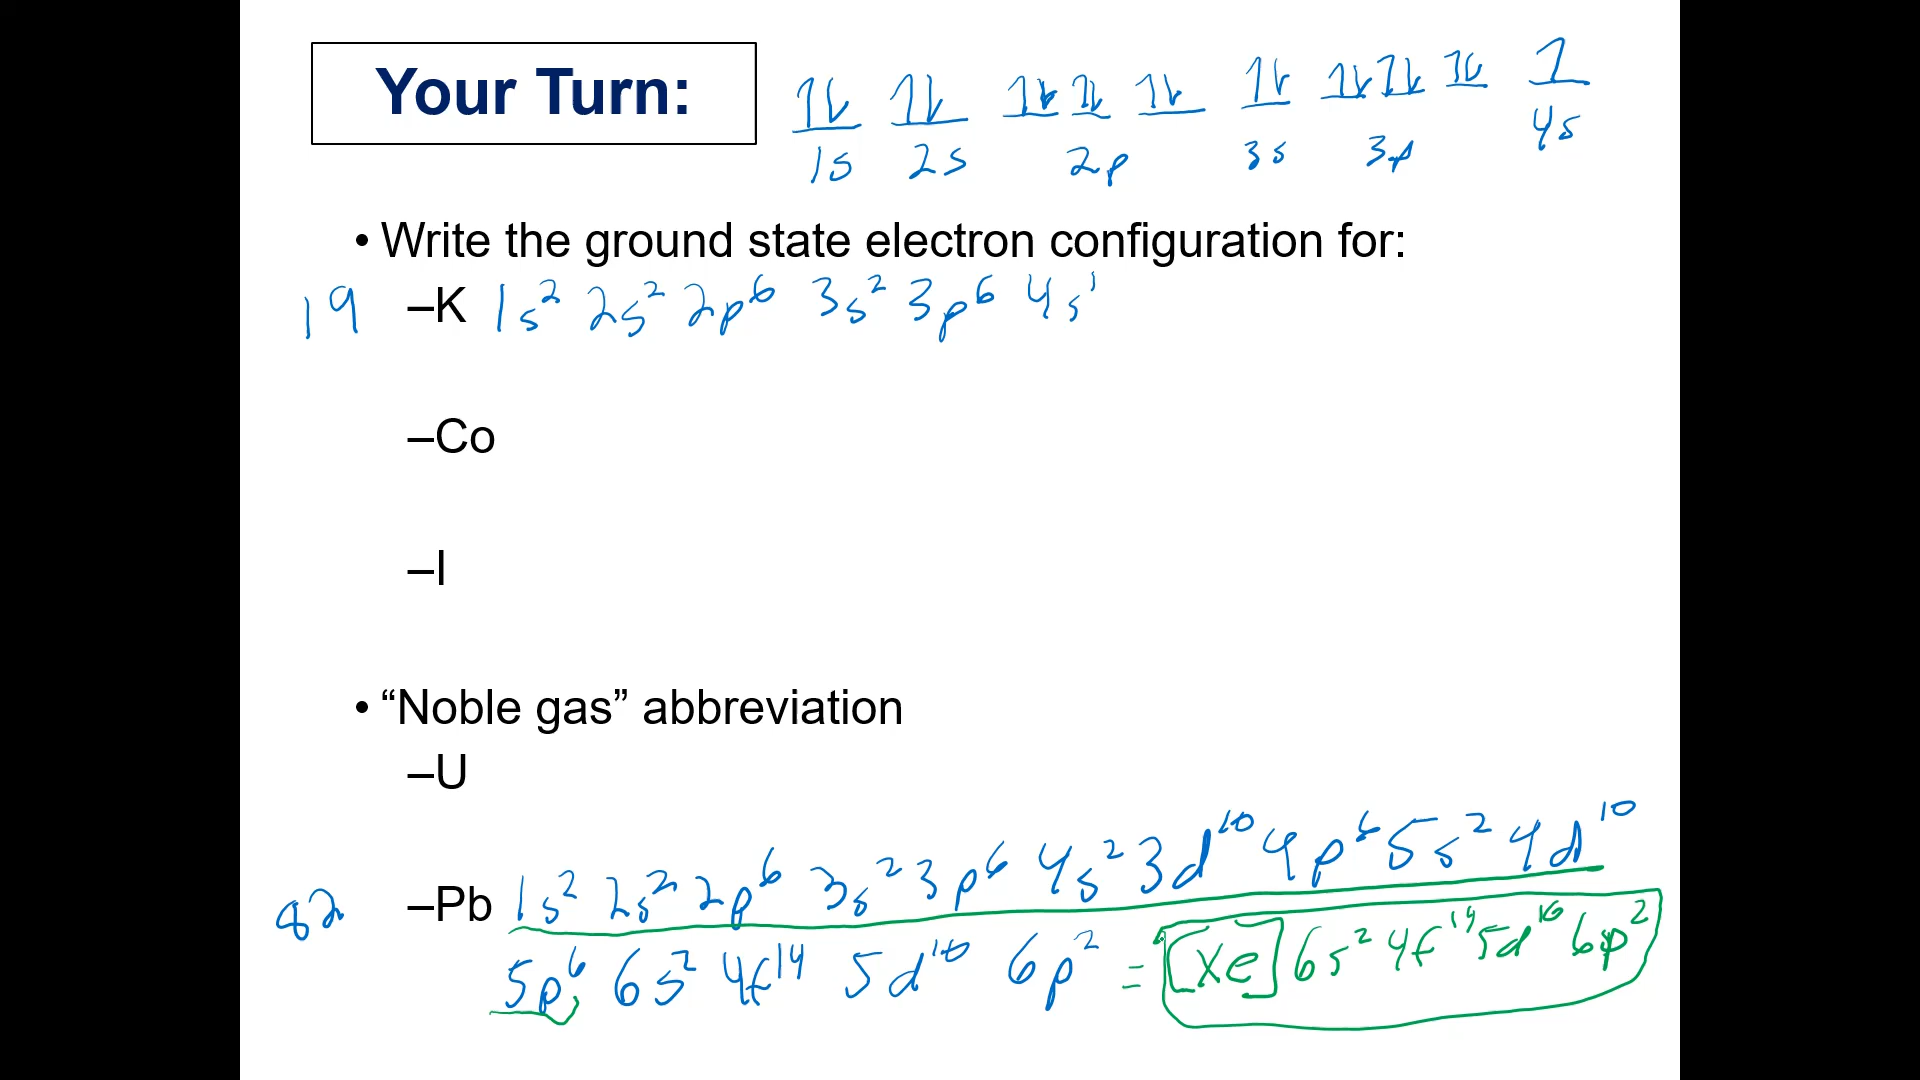 Your Turn:
1s 2s 2p 3s 3p 4s
• Write the ground state electron configuration for:
19 –K 1s² 2s² 2p⁶ 3s² 3p⁶ 4s¹
–Co
–I
• “Noble gas” abbreviation
–U
82 –Pb 1s² 2s² 2p⁶ 3s² 3p⁶ 4s² 3d¹⁰ 4p⁶ 5s² 4d¹⁰
5p⁶ 6s² 4f¹⁴ 5d¹⁰ 6p² = [Xe] 6s² 4f¹⁴ 5d¹⁰ 6p²